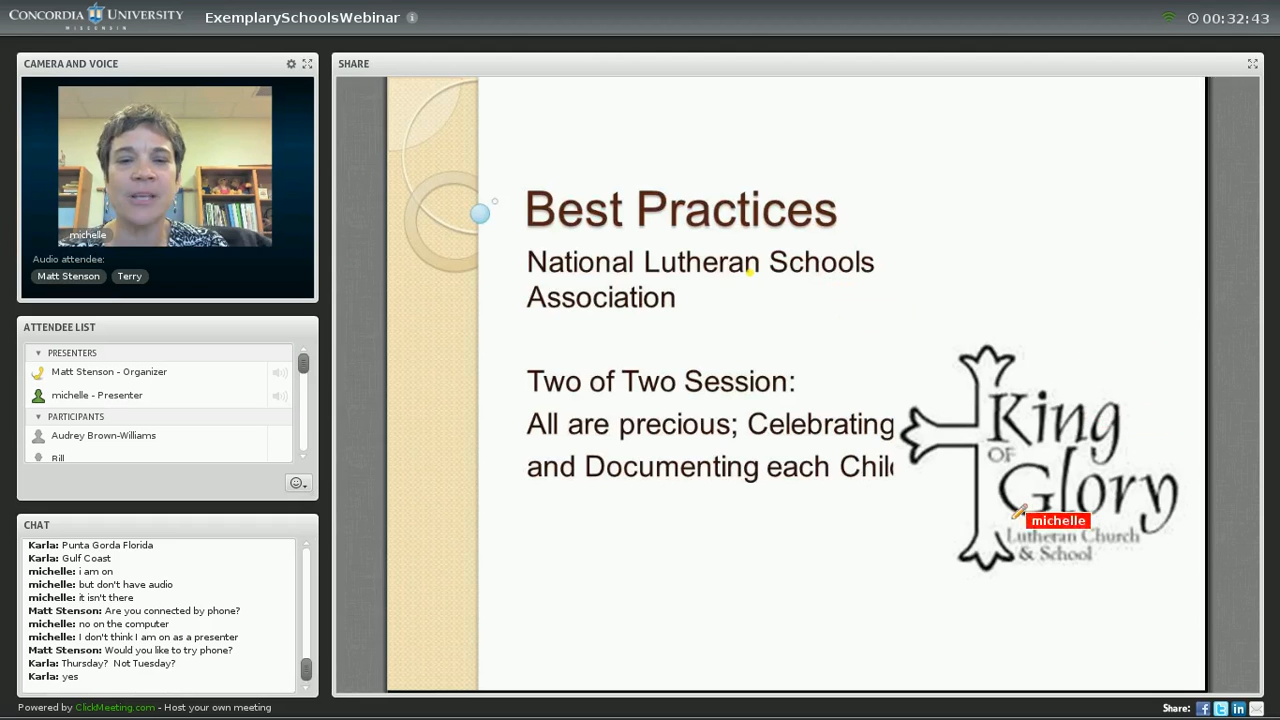 CONCORDIA UNIVERSITY
WISCONSIN
ExemplarySchoolsWebinar
00:32:43
CAMERA AND VOICE
michelle
Audio attendee:
Matt Stenson
Terry
ATTENDEE LIST
PRESENTERS
Matt Stenson - Organizer
michelle - Presenter
PARTICIPANTS
Audrey Brown-Williams
Bill
CHAT
Karla: Punta Gorda Florida
Karla: Gulf Coast
michelle: i am on
michelle: but don't have audio
michelle: it isn't there
Matt Stenson: Are you connected by phone?
michelle: no on the computer
michelle: I don't think I am on as a presenter
Matt Stenson: Would you like to try phone?
Karla: Thursday? Not Tuesday?
Karla: yes
SHARE
Best Practices
National Lutheran Schools
Association
Two of Two Session:
All are precious; Celebrating
and Documenting each Chil
King
OF
Glory
michelle
Lutheran Church
& School
Powered by ClickMeeting.com - Host your own meeting
Share: